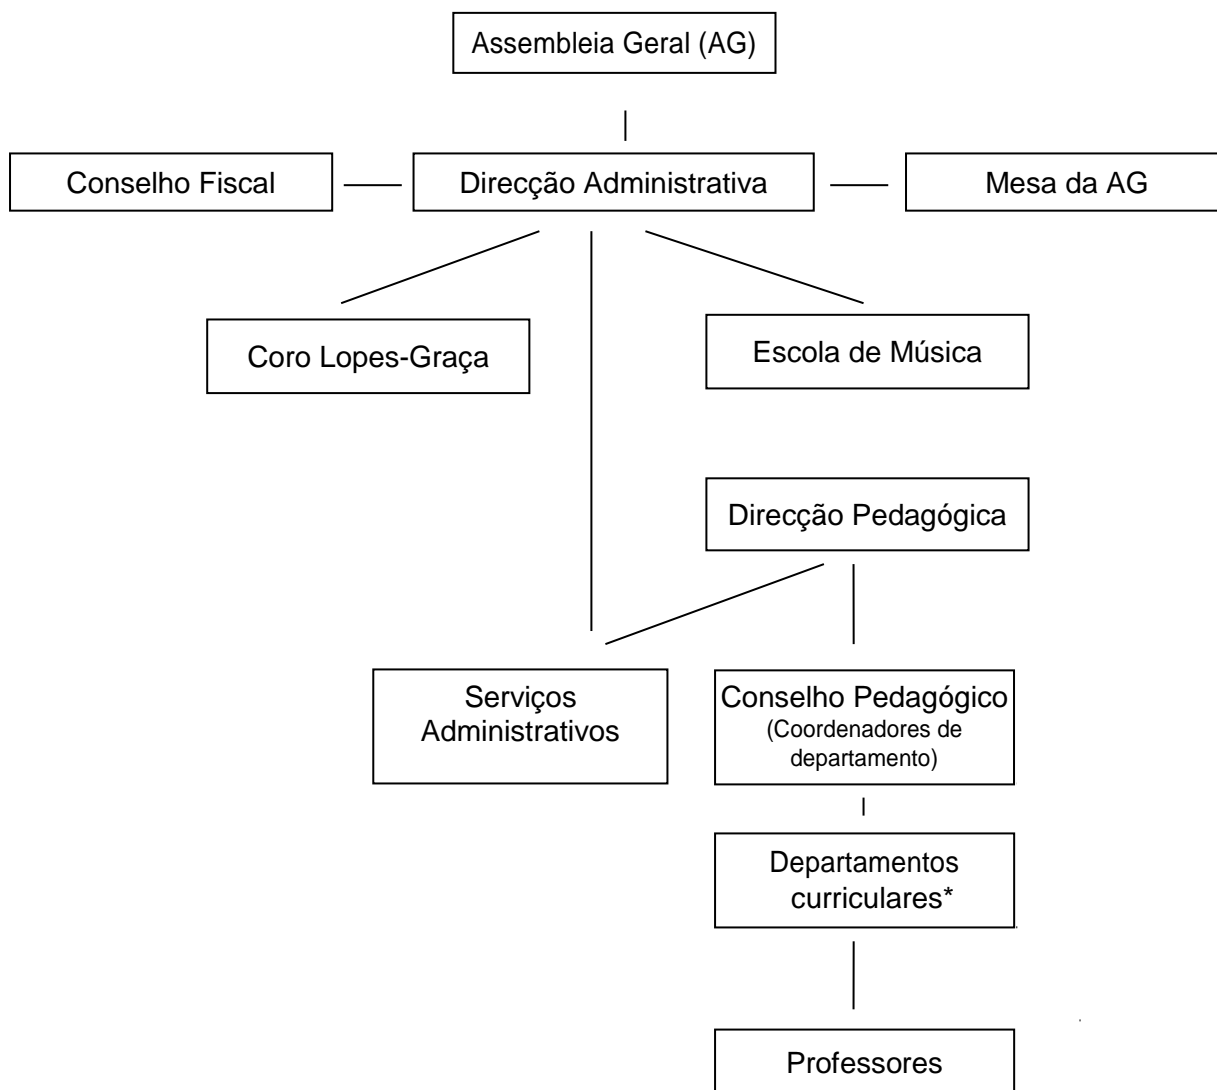 Assembleia Geral (AG)
Conselho Fiscal
Direcção Administrativa
Mesa da AG
Coro Lopes-Graça
Escola de Música
Direcção Pedagógica
Serviços
Administrativos
Conselho Pedagógico
(Coordenadores de
departamento)
Departamentos
curriculares*
Professores